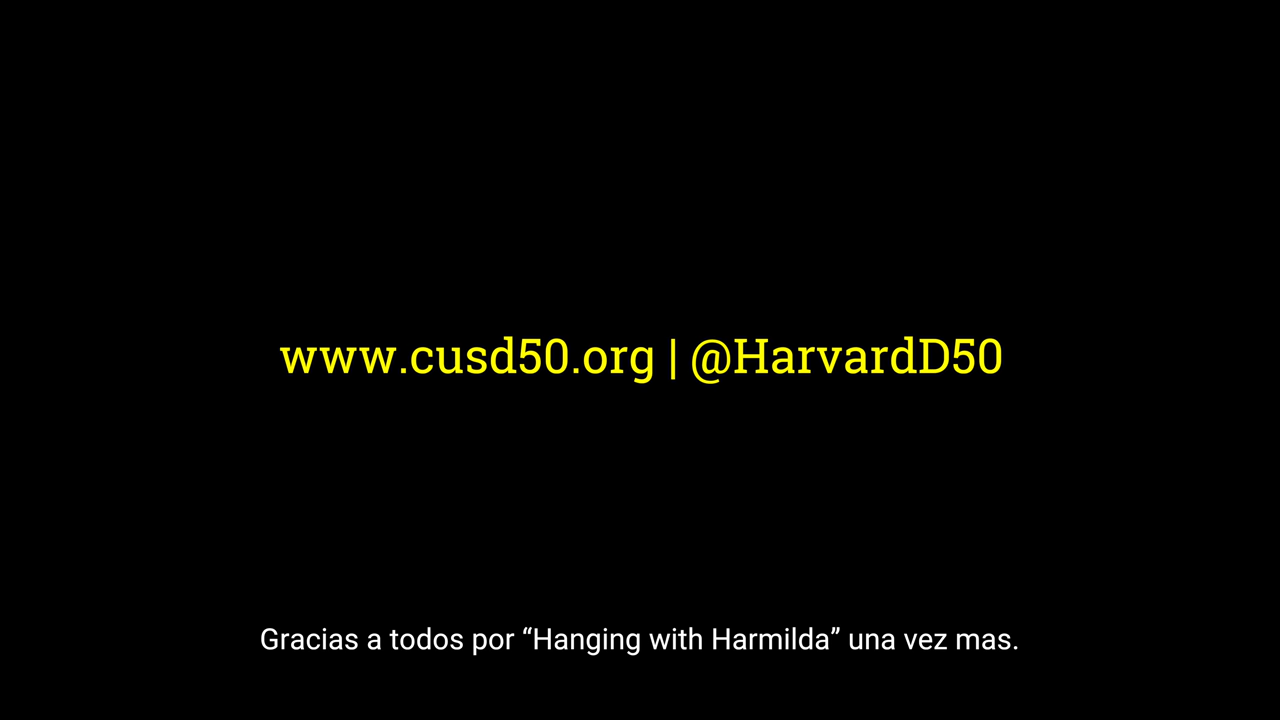 www.cusd50.org | @HarvardD50
Gracias a todos por “Hanging with Harmilda” una vez mas.